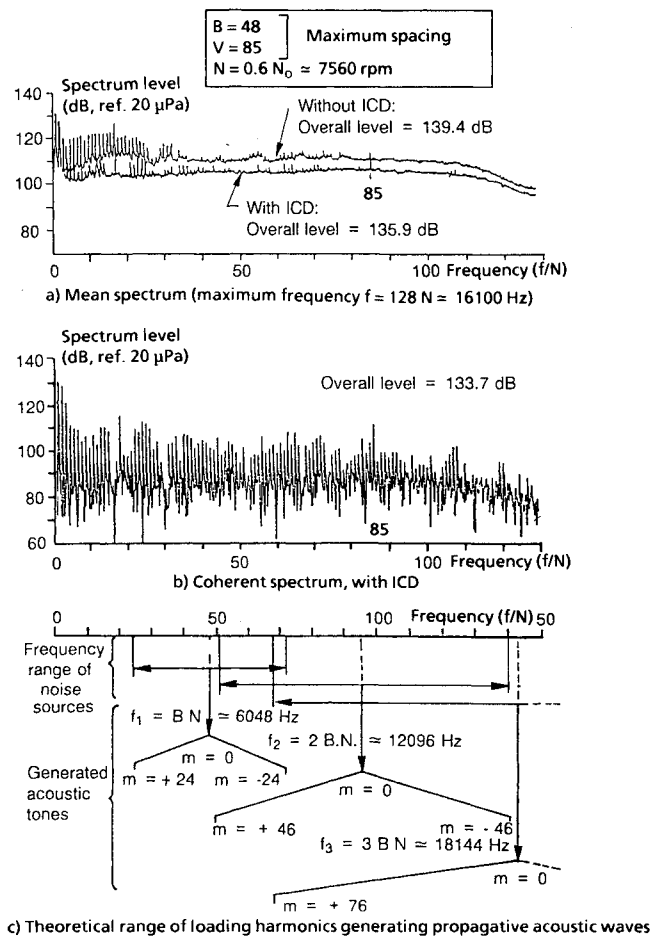 B = 48
V = 85
Maximum spacing
N = 0.6 N₀ ≃ 7560 rpm
Spectrum level
(dB, ref. 20 µPa)
140
120
100
80
Without ICD:
Overall level = 139.4 dB
85
With ICD:
Overall level = 135.9 dB
0 50 100 Frequency (f/N)
a) Mean spectrum (maximum frequency f = 128 N ≃ 16100 Hz)
Spectrum level
(dB, ref. 20 µPa)
140
120
100
80
60
Overall level = 133.7 dB
85
0 50 100 Frequency (f/N)
b) Coherent spectrum, with ICD
0 50 100 Frequency (f/N) 50
Frequency
range of
noise
sources
f₁ = B N ≃ 6048 Hz
f₂ = 2 B.N. ≃ 12096 Hz
m = 0
Generated
acoustic
tones
m = +24 m = -24
m = 0
m = + 46 m = - 46
f₃ = 3 B N ≃ 18144 Hz
m = 0
m = + 76
c) Theoretical range of loading harmonics generating propagative acoustic waves